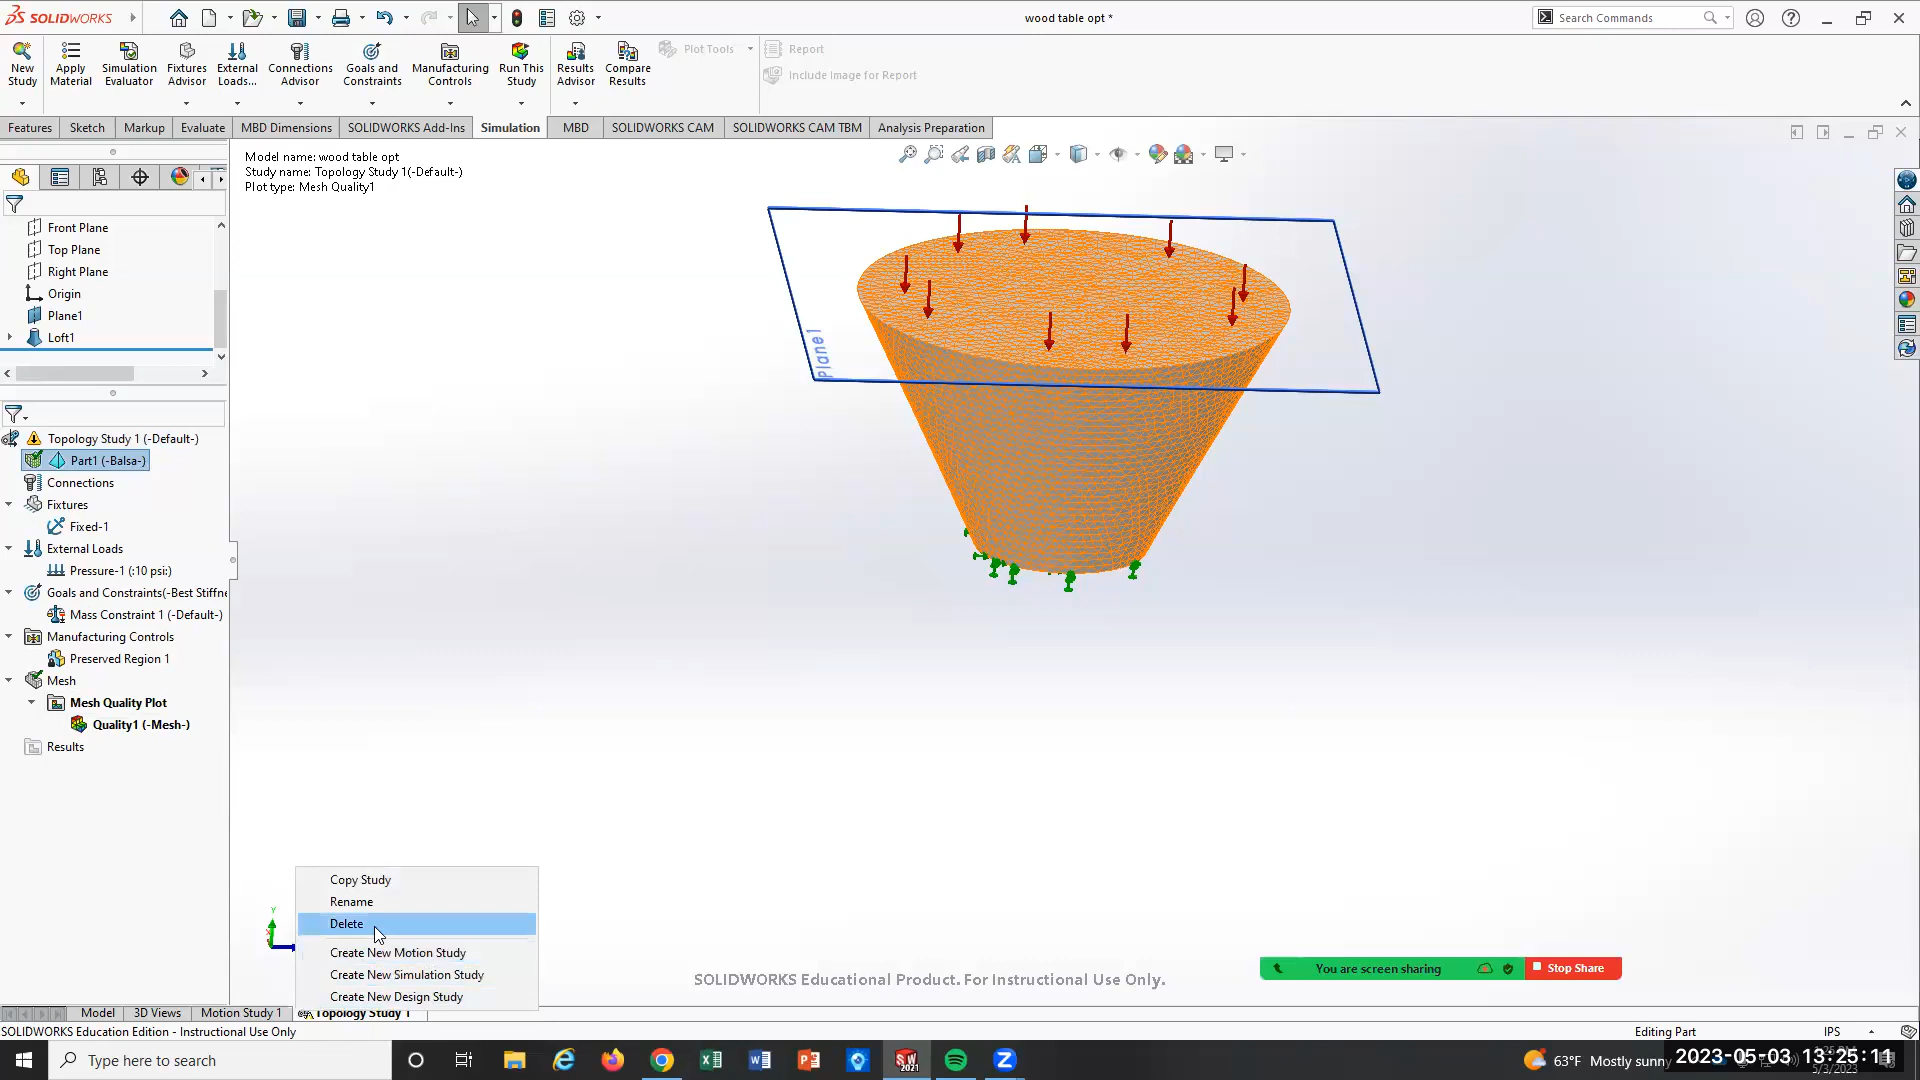 SOLIDWORKS
wood table opt *
Search Commands
New Study
Apply Material
Simulation Evaluator
Fixtures Advisor
External Loads...
Connections Advisor
Goals and Constraints
Manufacturing Controls
Run This Study
Results Advisor
Compare Results
Plot Tools
Report
Include Image for Report
Features
Sketch
Markup
Evaluate
MBD Dimensions
SOLIDWORKS Add-Ins
Simulation
MBD
SOLIDWORKS CAM
SOLIDWORKS CAM TBM
Analysis Preparation
Model name: wood table opt
Study name: Topology Study 1(-Default-)
Plot type: Mesh Quality1
Front Plane
Top Plane
Right Plane
Origin
Plane1
Loft1
Plane1
Topology Study 1 (-Default-)
Part1 (-Balsa-)
Connections
Fixtures
Fixed-1
External Loads
Pressure-1 (:10 psi:)
Goals and Constraints(-Best Stiffne
Mass Constraint 1 (-Default-)
Manufacturing Controls
Preserved Region 1
Mesh
Mesh Quality Plot
Quality1 (-Mesh-)
Results
Copy Study
Rename
Delete
Create New Motion Study
Create New Simulation Study
Create New Design Study
Y
SOLIDWORKS Educational Product. For Instructional Use Only.
You are screen sharing
Stop Share
Model
3D Views
Motion Study 1
Topology Study 1
SOLIDWORKS Education Edition - Instructional Use Only
Editing Part
IPS
Type here to search
63°F Mostly sunny
2023-05-03 13:25:11
5/3/2023